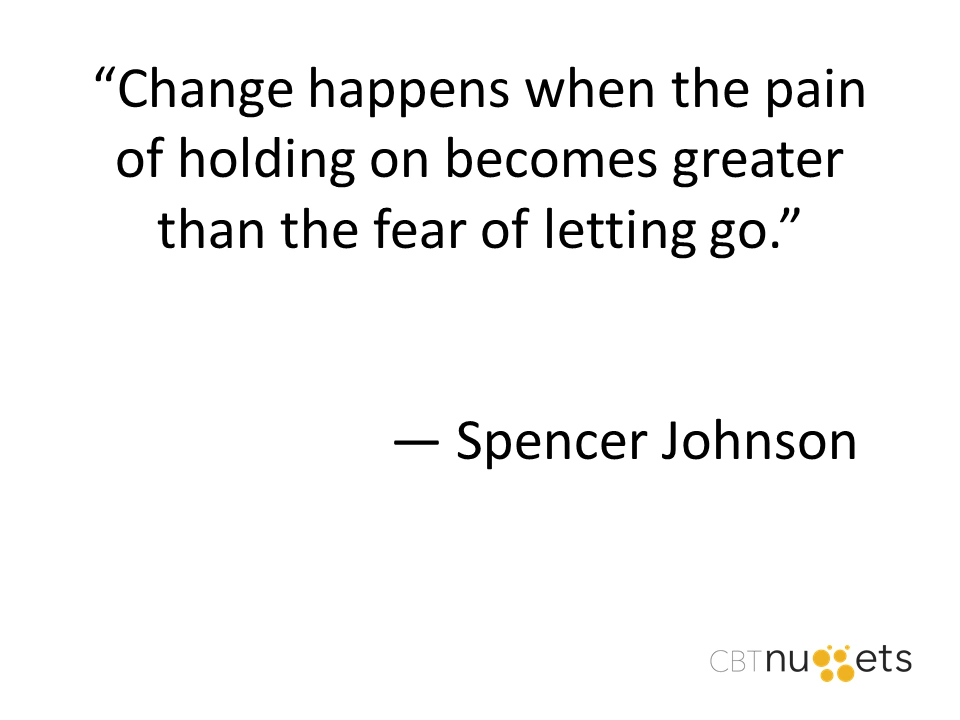 “Change happens when the pain
of holding on becomes greater
than the fear of letting go.”
— Spencer Johnson
CBTnuggets